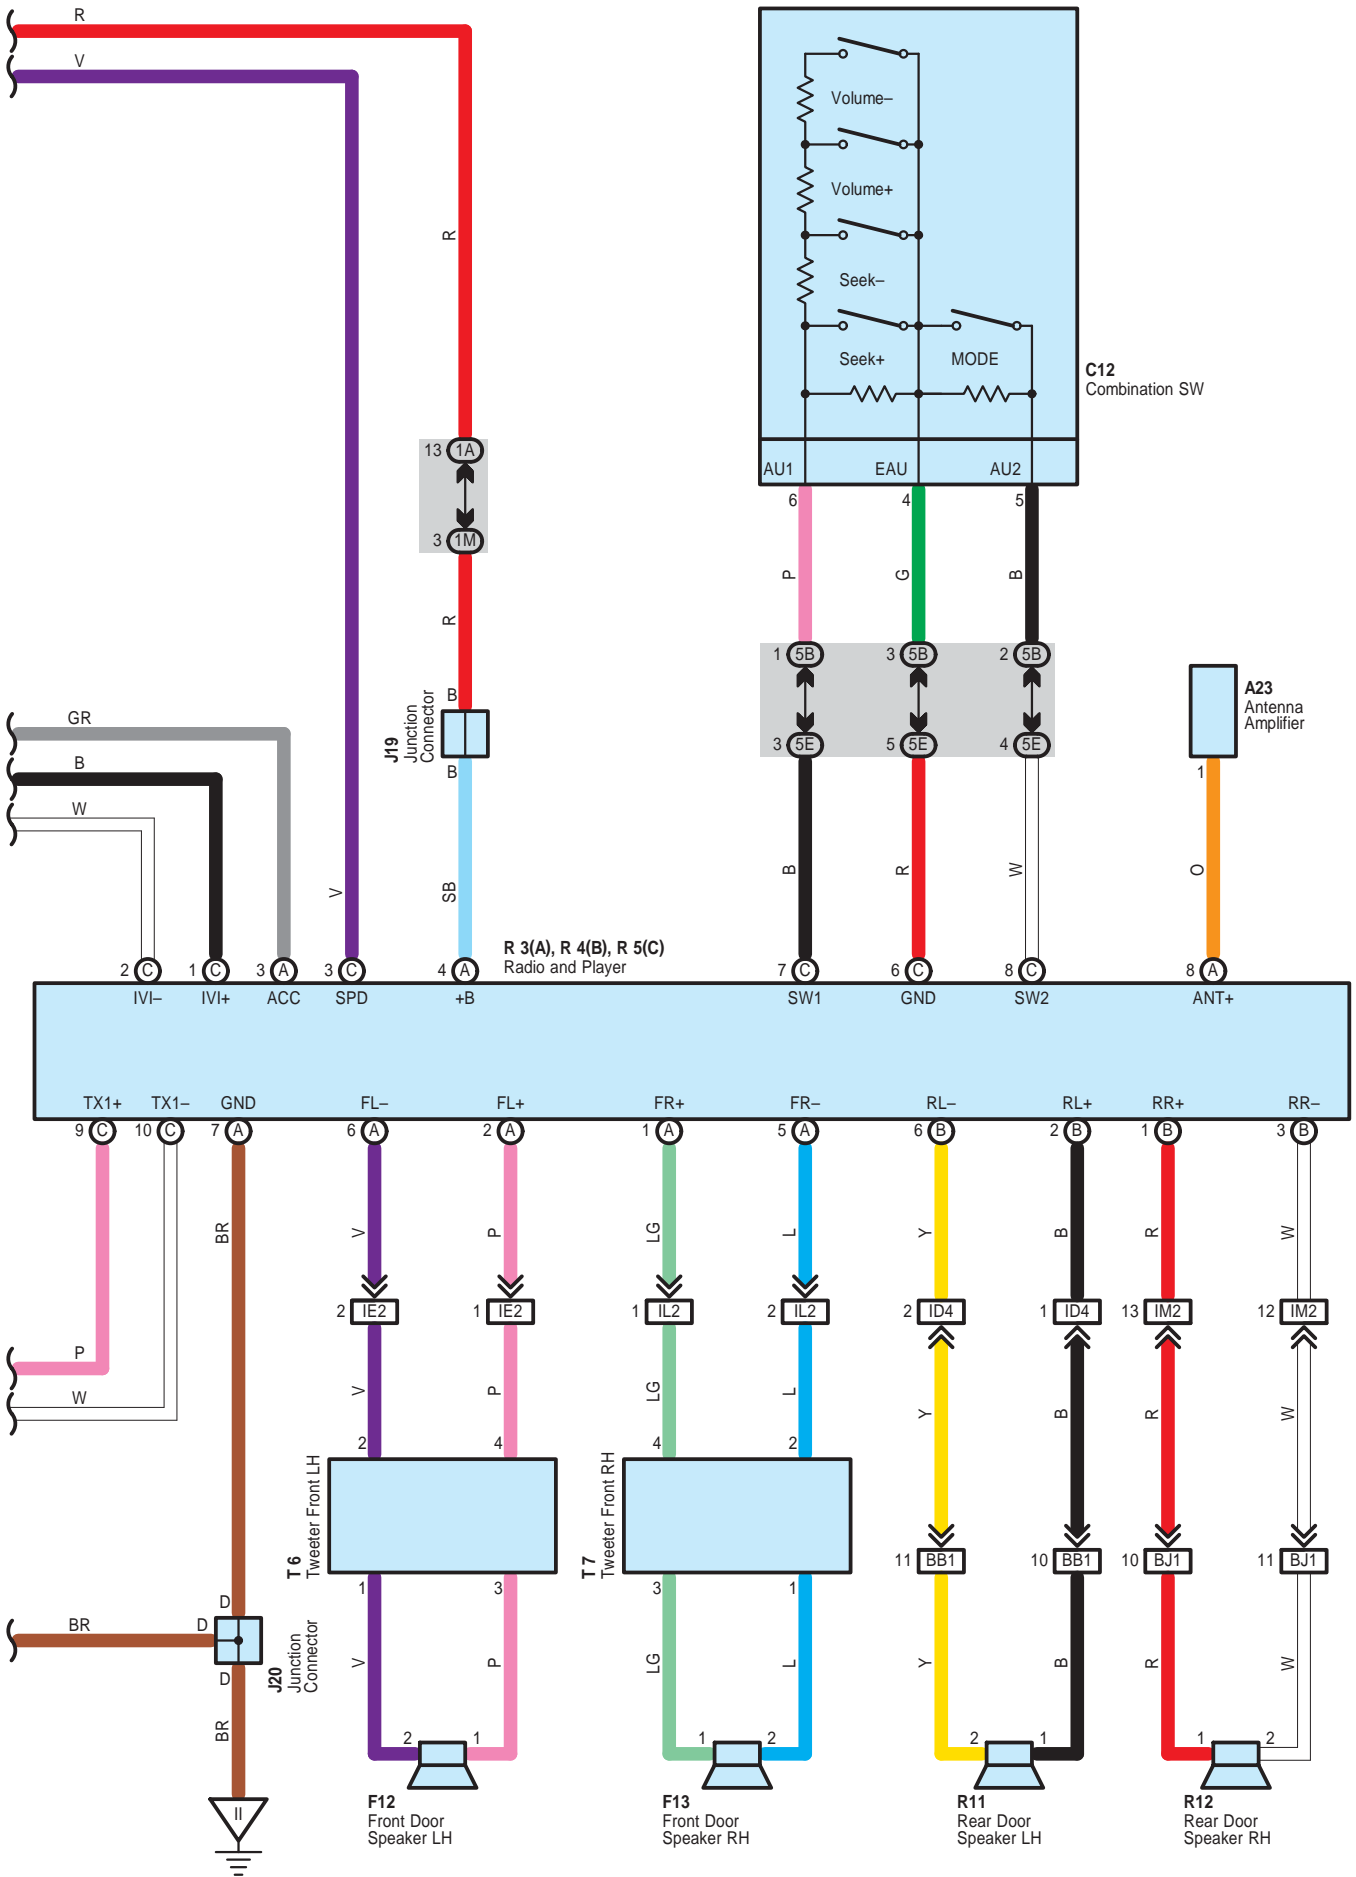 R
V
Volume–
Volume+
Seek–
Seek+ MODE
C12
Combination SW
R
13 1A
3 1M
AU1 EAU AU2
6 4 5
P G B
R
1 5B 3 5B 2 5B
3 5E 5 5E 4 5E
A23
Antenna
Amplifier
1
B
J19
Junction
Connector
B
GR
B
W
V
SB
B R W O
R 3(A), R 4(B), R 5(C)
Radio and Player
2 C 1 C 3 A 3 C 4 A 7 C 6 C 8 C 8 A
IVI– IVI+ ACC SPD +B SW1 GND SW2 ANT+
TX1+ TX1– GND FL– FL+ FR+ FR– RL– RL+ RR+ RR–
9 C 10 C 7 A 6 A 2 A 1 A 5 A 6 B 2 B 1 B 3 B
BR V P LG L Y B R W
2 IE2 1 IE2 1 IL2 2 IL2 2 ID4 1 ID4 13 IM2 12 IM2
P
W
V P LG L Y B R W
2 4 4 2
T 6
Tweeter Front LH
T 7
Tweeter Front RH
11 BB1 10 BB1 10 BJ1 11 BJ1
1 3 3 1
D
BR D
D
J20
Junction
Connector
V P LG L Y B R W
BR
2 1 1 2 2 1 1 2
II
F12
Front Door
Speaker LH
F13
Front Door
Speaker RH
R11
Rear Door
Speaker LH
R12
Rear Door
Speaker RH